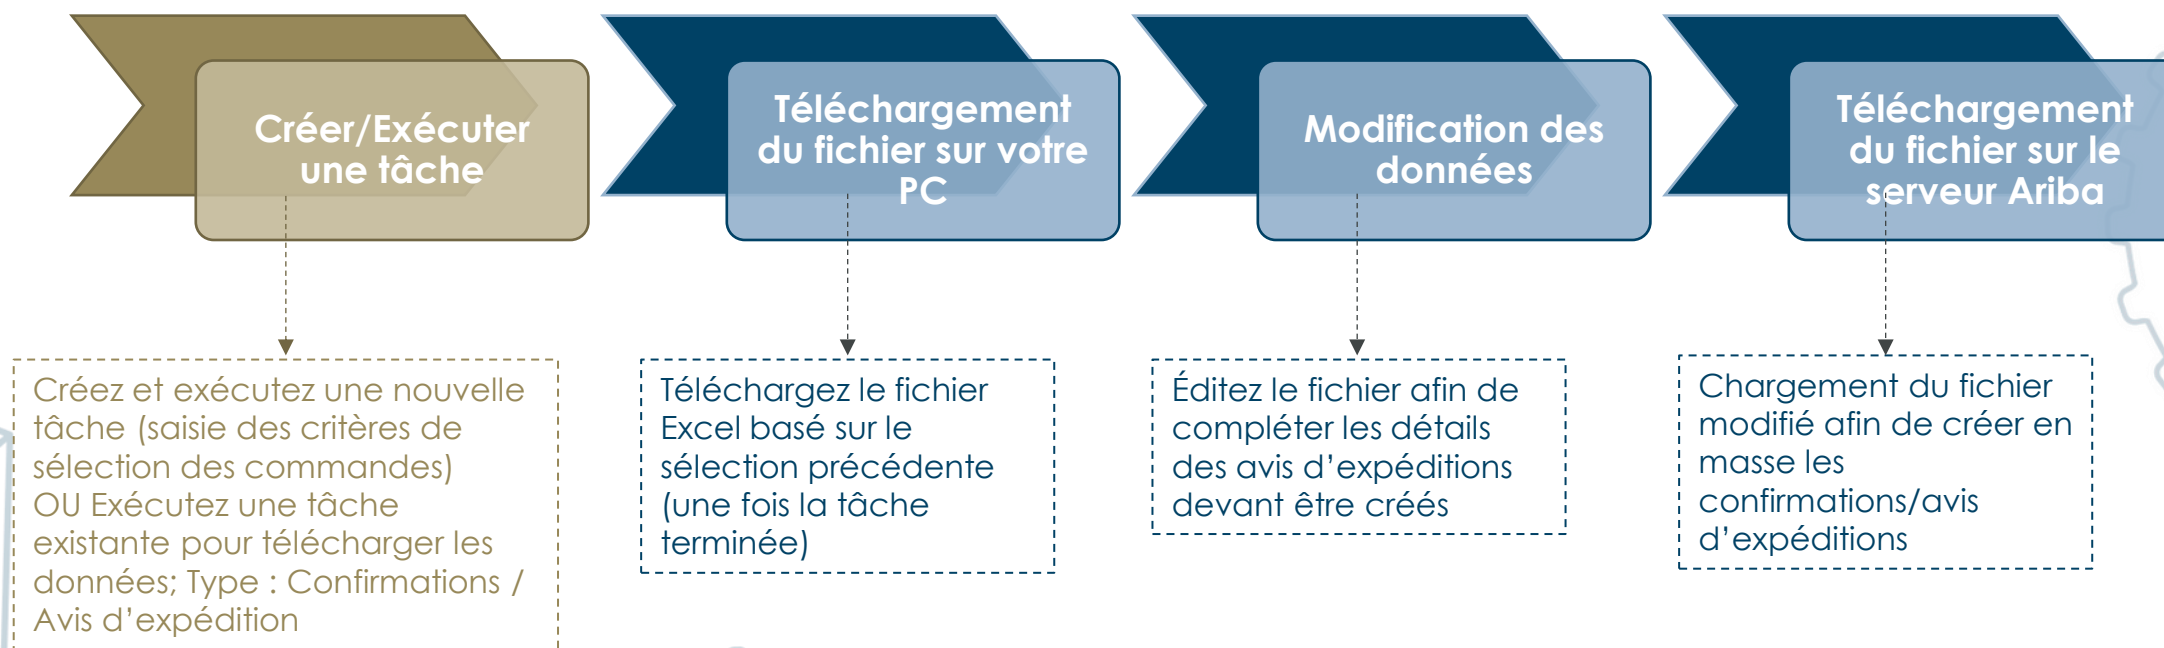 Créer/Exécuter
une tâche
Téléchargement
du fichier sur votre
PC
Modification des
données
Téléchargement
du fichier sur le
serveur Ariba
Créez et exécutez une nouvelle
tâche (saisie des critères de
sélection des commandes)
OU Exécutez une tâche
existante pour télécharger les
données; Type : Confirmations /
Avis d’expédition
Téléchargez le fichier
Excel basé sur le
sélection précédente
(une fois la tâche
terminée)
Éditez le fichier afin de
compléter les détails
des avis d’expéditions
devant être créés
Chargement du fichier
modifié afin de créer en
masse les
confirmations/avis
d’expéditions